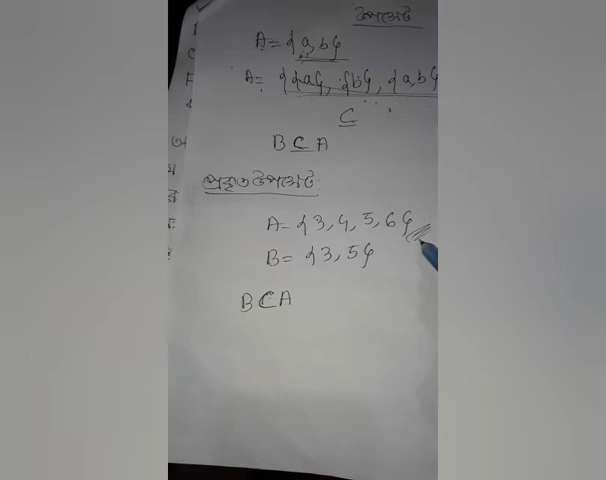 উপসেট
A = {a, b}
A = {{a}, {b}, {a, b}
⊂
B ⊂ A
প্রকৃত উপসেট:
A = {3, 4, 5, 6}
B = {3, 5}
B ⊂ A